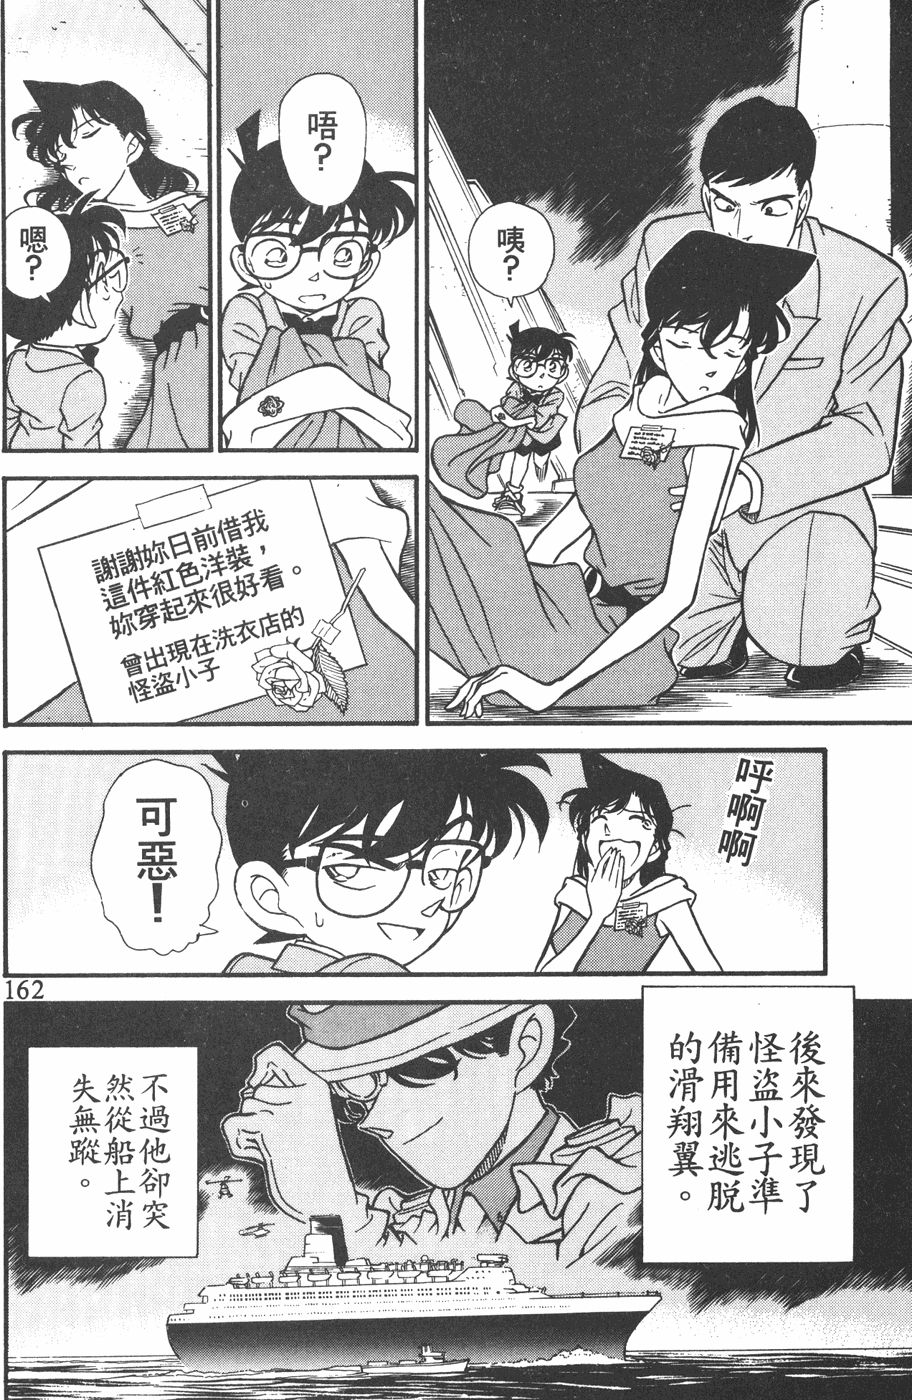 咦？
唔？
嗯？
謝謝妳日前借我
這件紅色洋裝，
妳穿起來很好看。
曾出現在洗衣店的
怪盜小子
呼啊啊
可惡！
162
後來發現了
怪盜小子準
備用來逃脫
的滑翔翼。
不過他卻突
然從船上消
失無蹤。